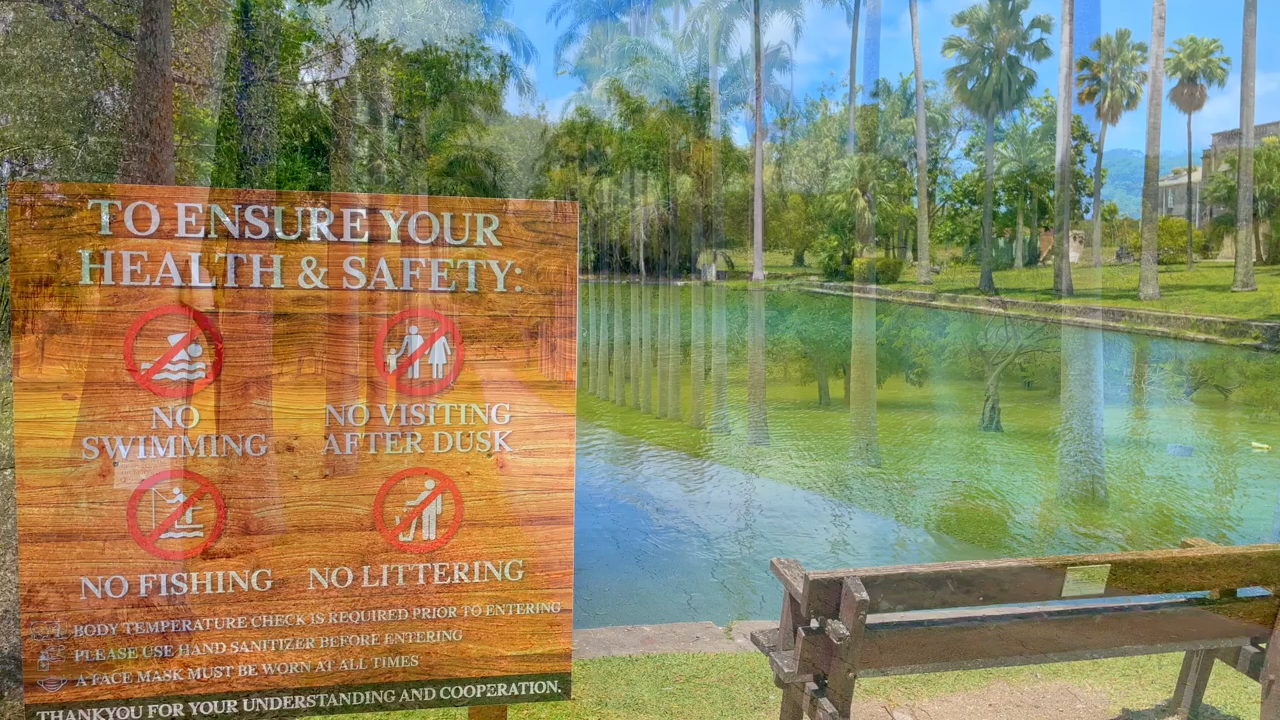 TO ENSURE YOUR
HEALTH & SAFETY:
NO
SWIMMING
NO VISITING
AFTER DUSK
NO FISHING
NO LITTERING
BODY TEMPERATURE CHECK IS REQUIRED PRIOR TO ENTERING
PLEASE USE HAND SANITIZER BEFORE ENTERING
A FACE MASK MUST BE WORN AT ALL TIMES
THANKYOU FOR YOUR UNDERSTANDING AND COOPERATION.